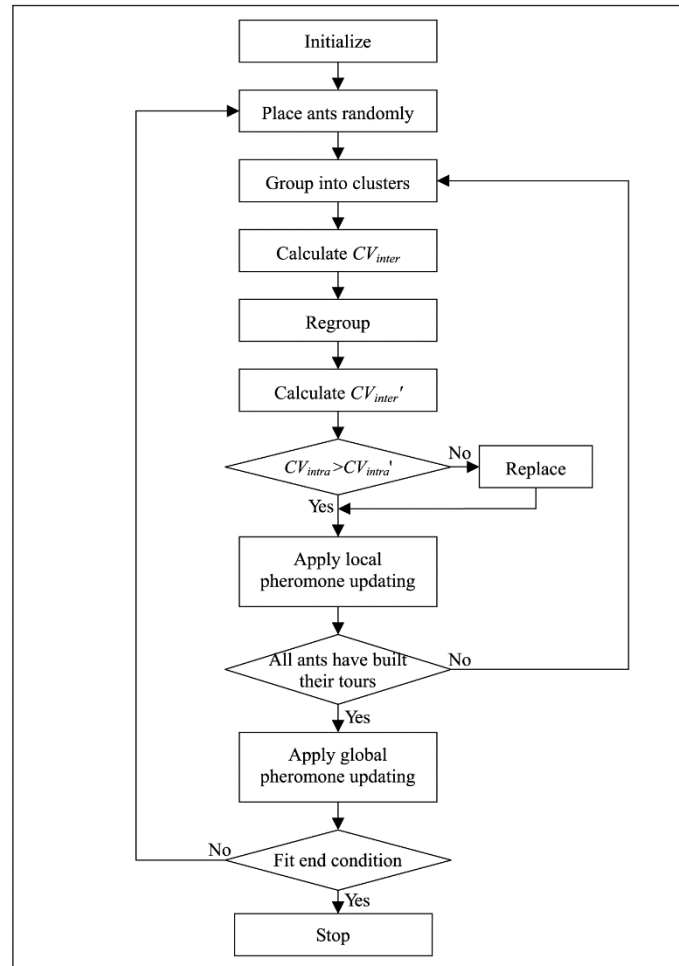 Initialize
Place ants randomly
Group into clusters
Calculate CVinter
Regroup
Calculate CVinter'
CVintra>CVintra'
No
Replace
Yes
Apply local
pheromone updating
All ants have built
their tours
No
Yes
Apply global
pheromone updating
No
Fit end condition
Yes
Stop